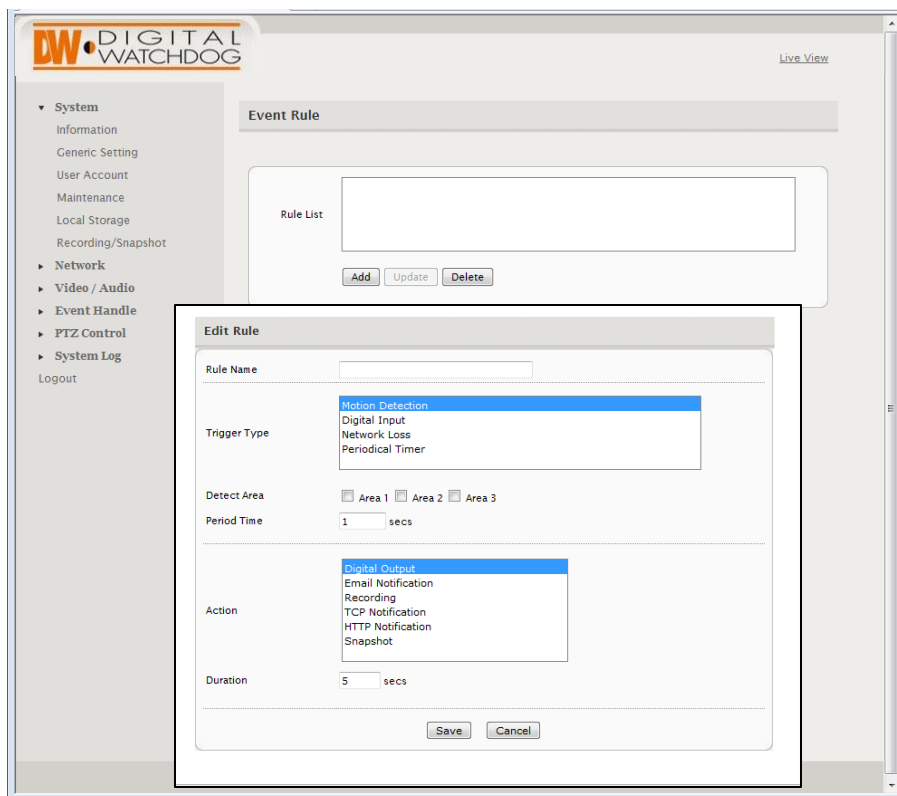 DW DIGITAL
WATCHDOG
Live View
System
Information
Generic Setting
User Account
Maintenance
Local Storage
Recording/Snapshot
Network
Video / Audio
Event Handle
PTZ Control
System Log
Logout
Event Rule
Rule List
Add Update Delete
Edit Rule
Rule Name
Trigger Type
Motion Detection
Digital Input
Network Loss
Periodical Timer
Detect Area Area 1 Area 2 Area 3
Period Time 1 secs
Action
Digital Output
Email Notification
Recording
TCP Notification
HTTP Notification
Snapshot
Duration 5 secs
Save Cancel